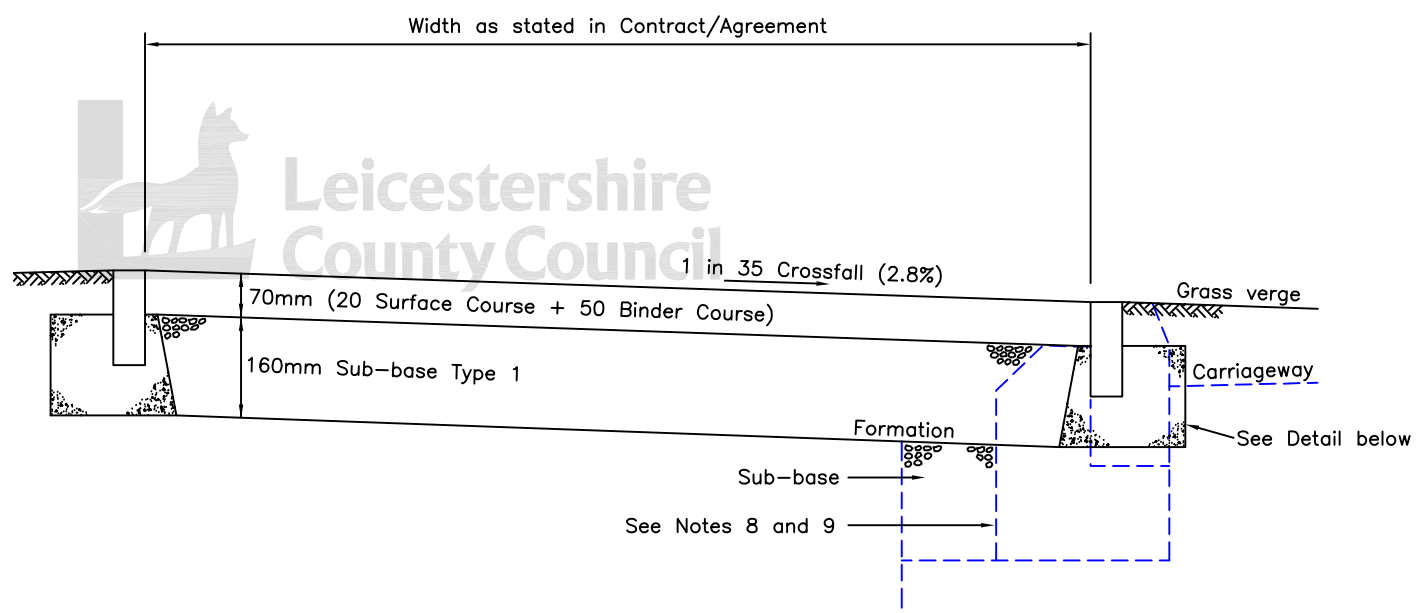 Width as stated in Contract/Agreement
Leicestershire
County Council
1 in 35 Crossfall (2.8%)
70mm (20 Surface Course + 50 Binder Course)
Grass verge
160mm Sub-base Type 1
Carriageway
Formation
See Detail below
Sub-base
See Notes 8 and 9